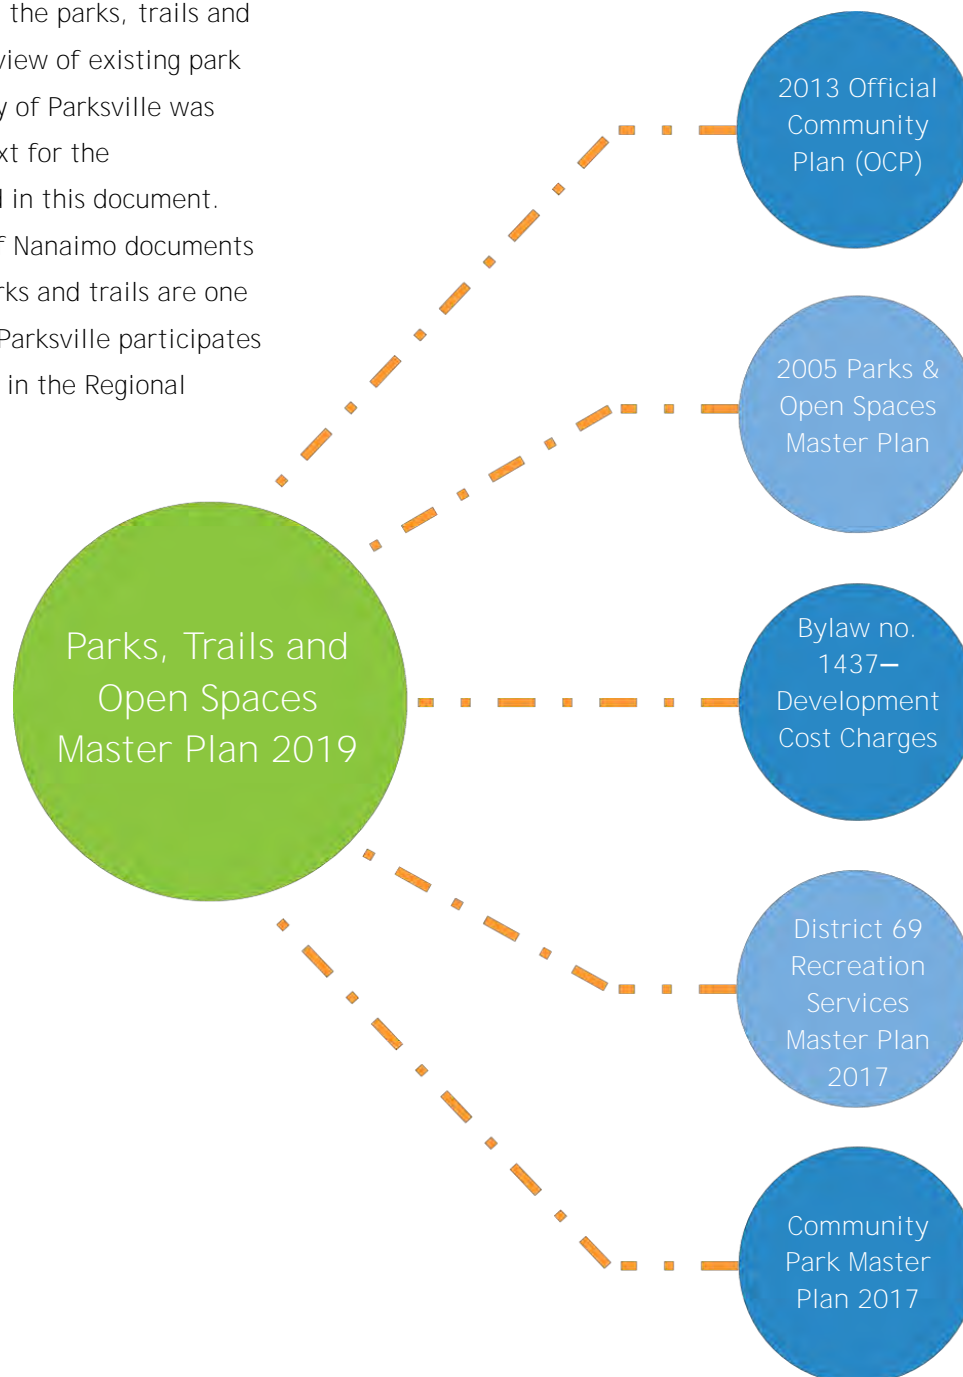 the parks, trails and
view of existing park
y of Parksville was
xt for the
d in this document.
f Nanaimo documents
rks and trails are one
Parksville participates
in the Regional
2013 Official
Community
Plan (OCP)
2005 Parks &
Open Spaces
Master Plan
Parks, Trails and
Open Spaces
Master Plan 2019
Bylaw no.
1437—
Development
Cost Charges
District 69
Recreation
Services
Master Plan
2017
Community
Park Master
Plan 2017